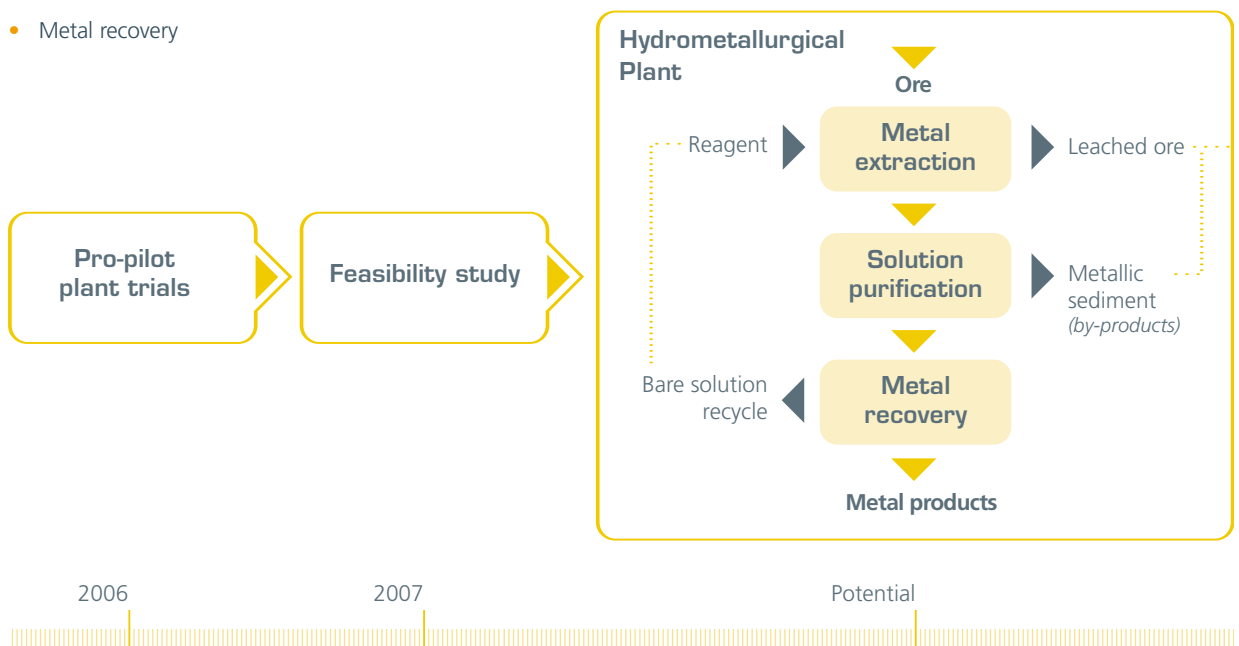 • Metal recovery
Hydrometallurgical
Plant
Ore
Reagent
Metal
extraction
Leached ore
Pro-pilot
plant trials
Feasibility study
Solution
purification
Metallic
sediment
(by-products)
Bare solution
recycle
Metal
recovery
Metal products
2006
2007
Potential